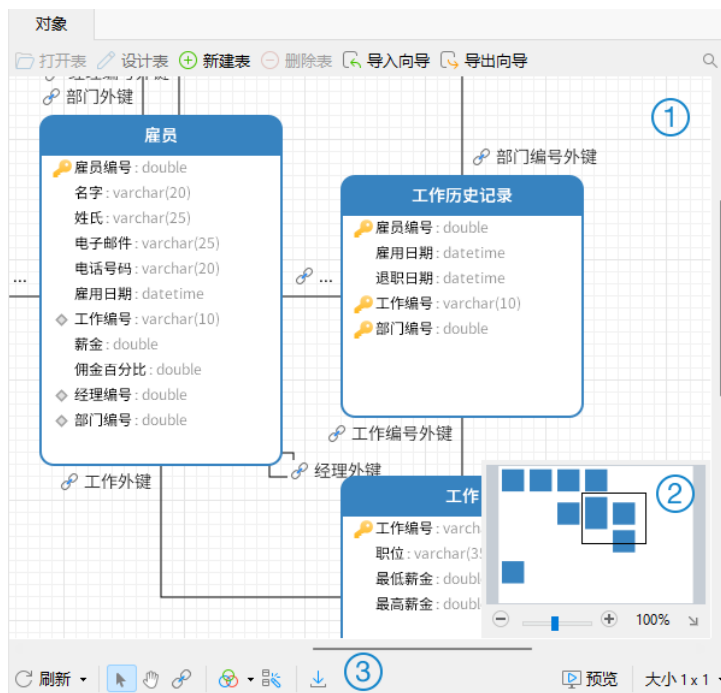 对象
打开表 设计表 新建表 删除表 导入向导 导出向导
部门外键
①
雇员
雇员编号: double
名字: varchar(20)
姓氏: varchar(25)
电子邮件: varchar(25)
电话号码: varchar(20)
雇用日期: datetime
工作编号: varchar(10)
薪金: double
佣金百分比: double
经理编号: double
部门编号: double
...
...
部门编号外键
工作历史记录
雇员编号: double
雇用日期: datetime
退职日期: datetime
工作编号: varchar(10)
部门编号: double
工作编号外键
经理外键
工作外键
工作
工作编号: varch
职位: varchar(35
最低薪金: doubl
最高薪金: doubl
②
100%
刷新 ③ 预览 大小 1 x 1